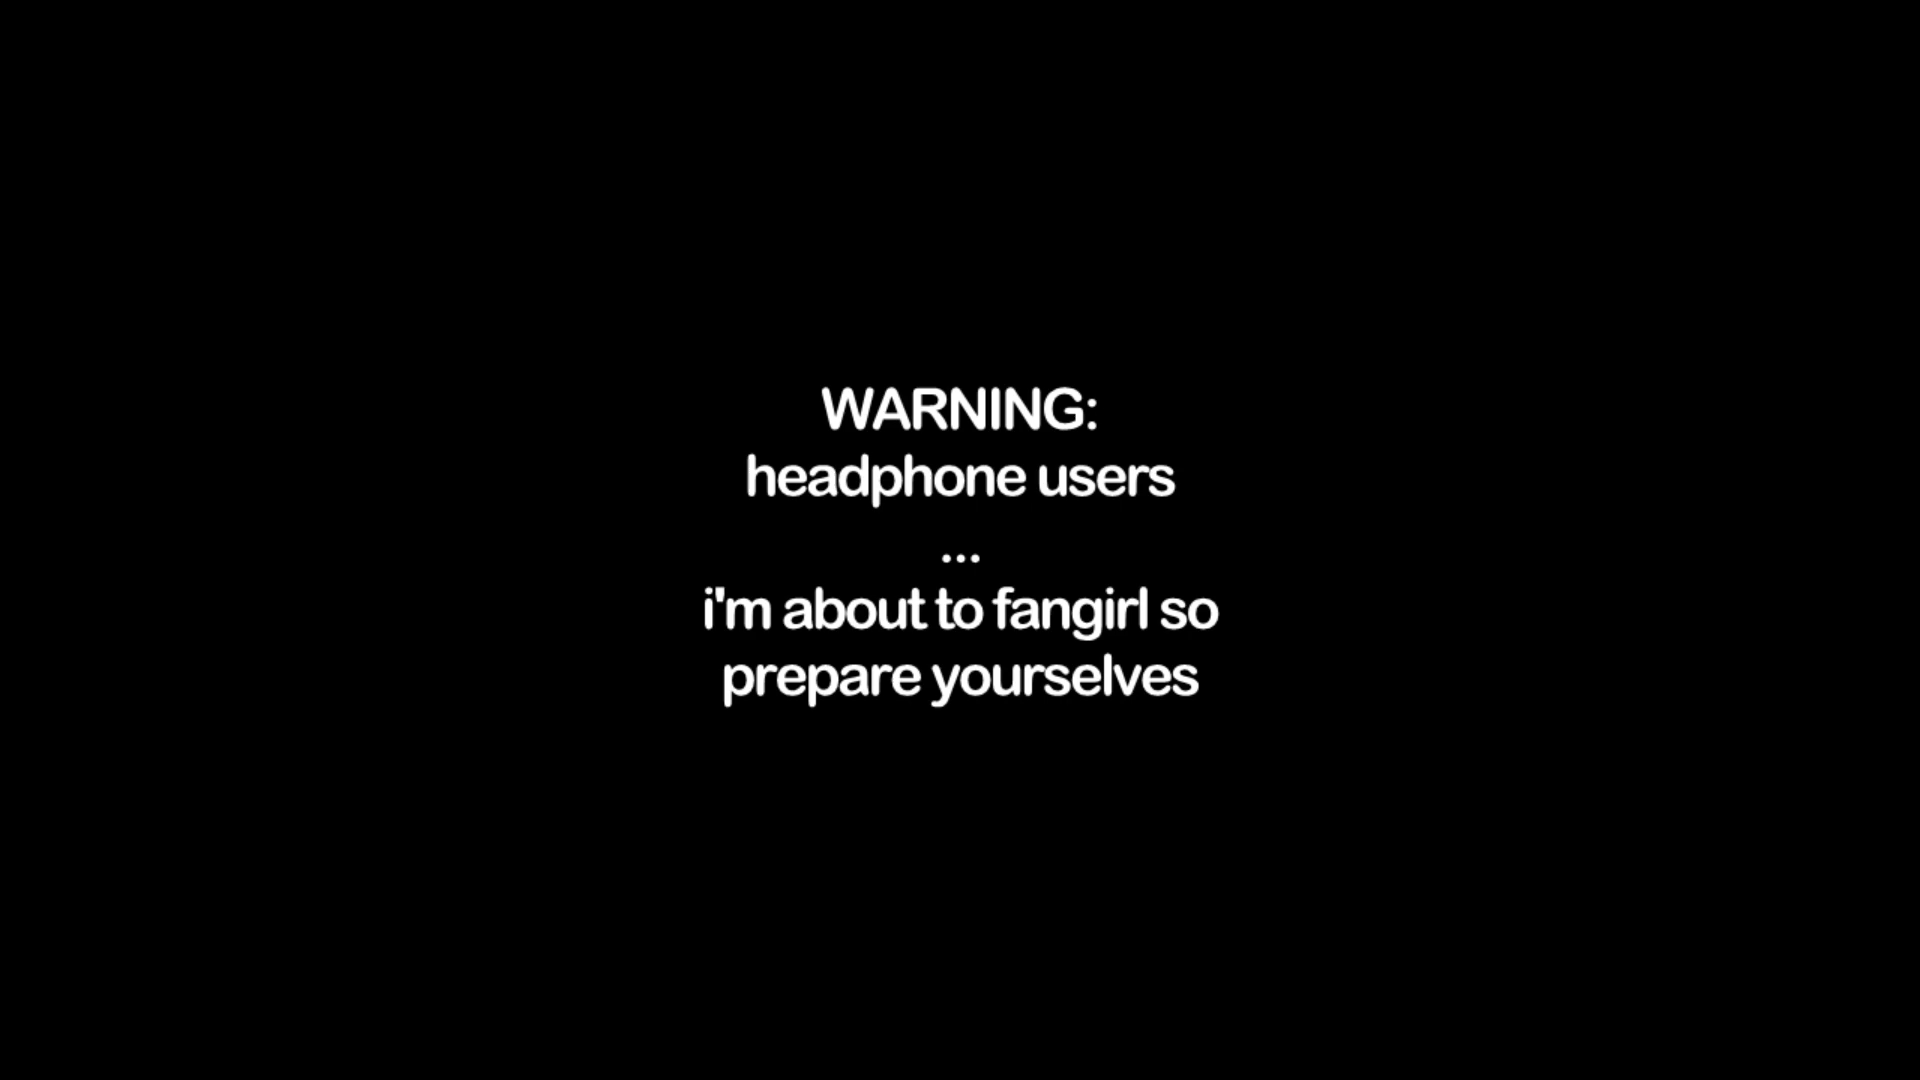 WARNING:
headphone users
...
i'm about to fangirl so
prepare yourselves